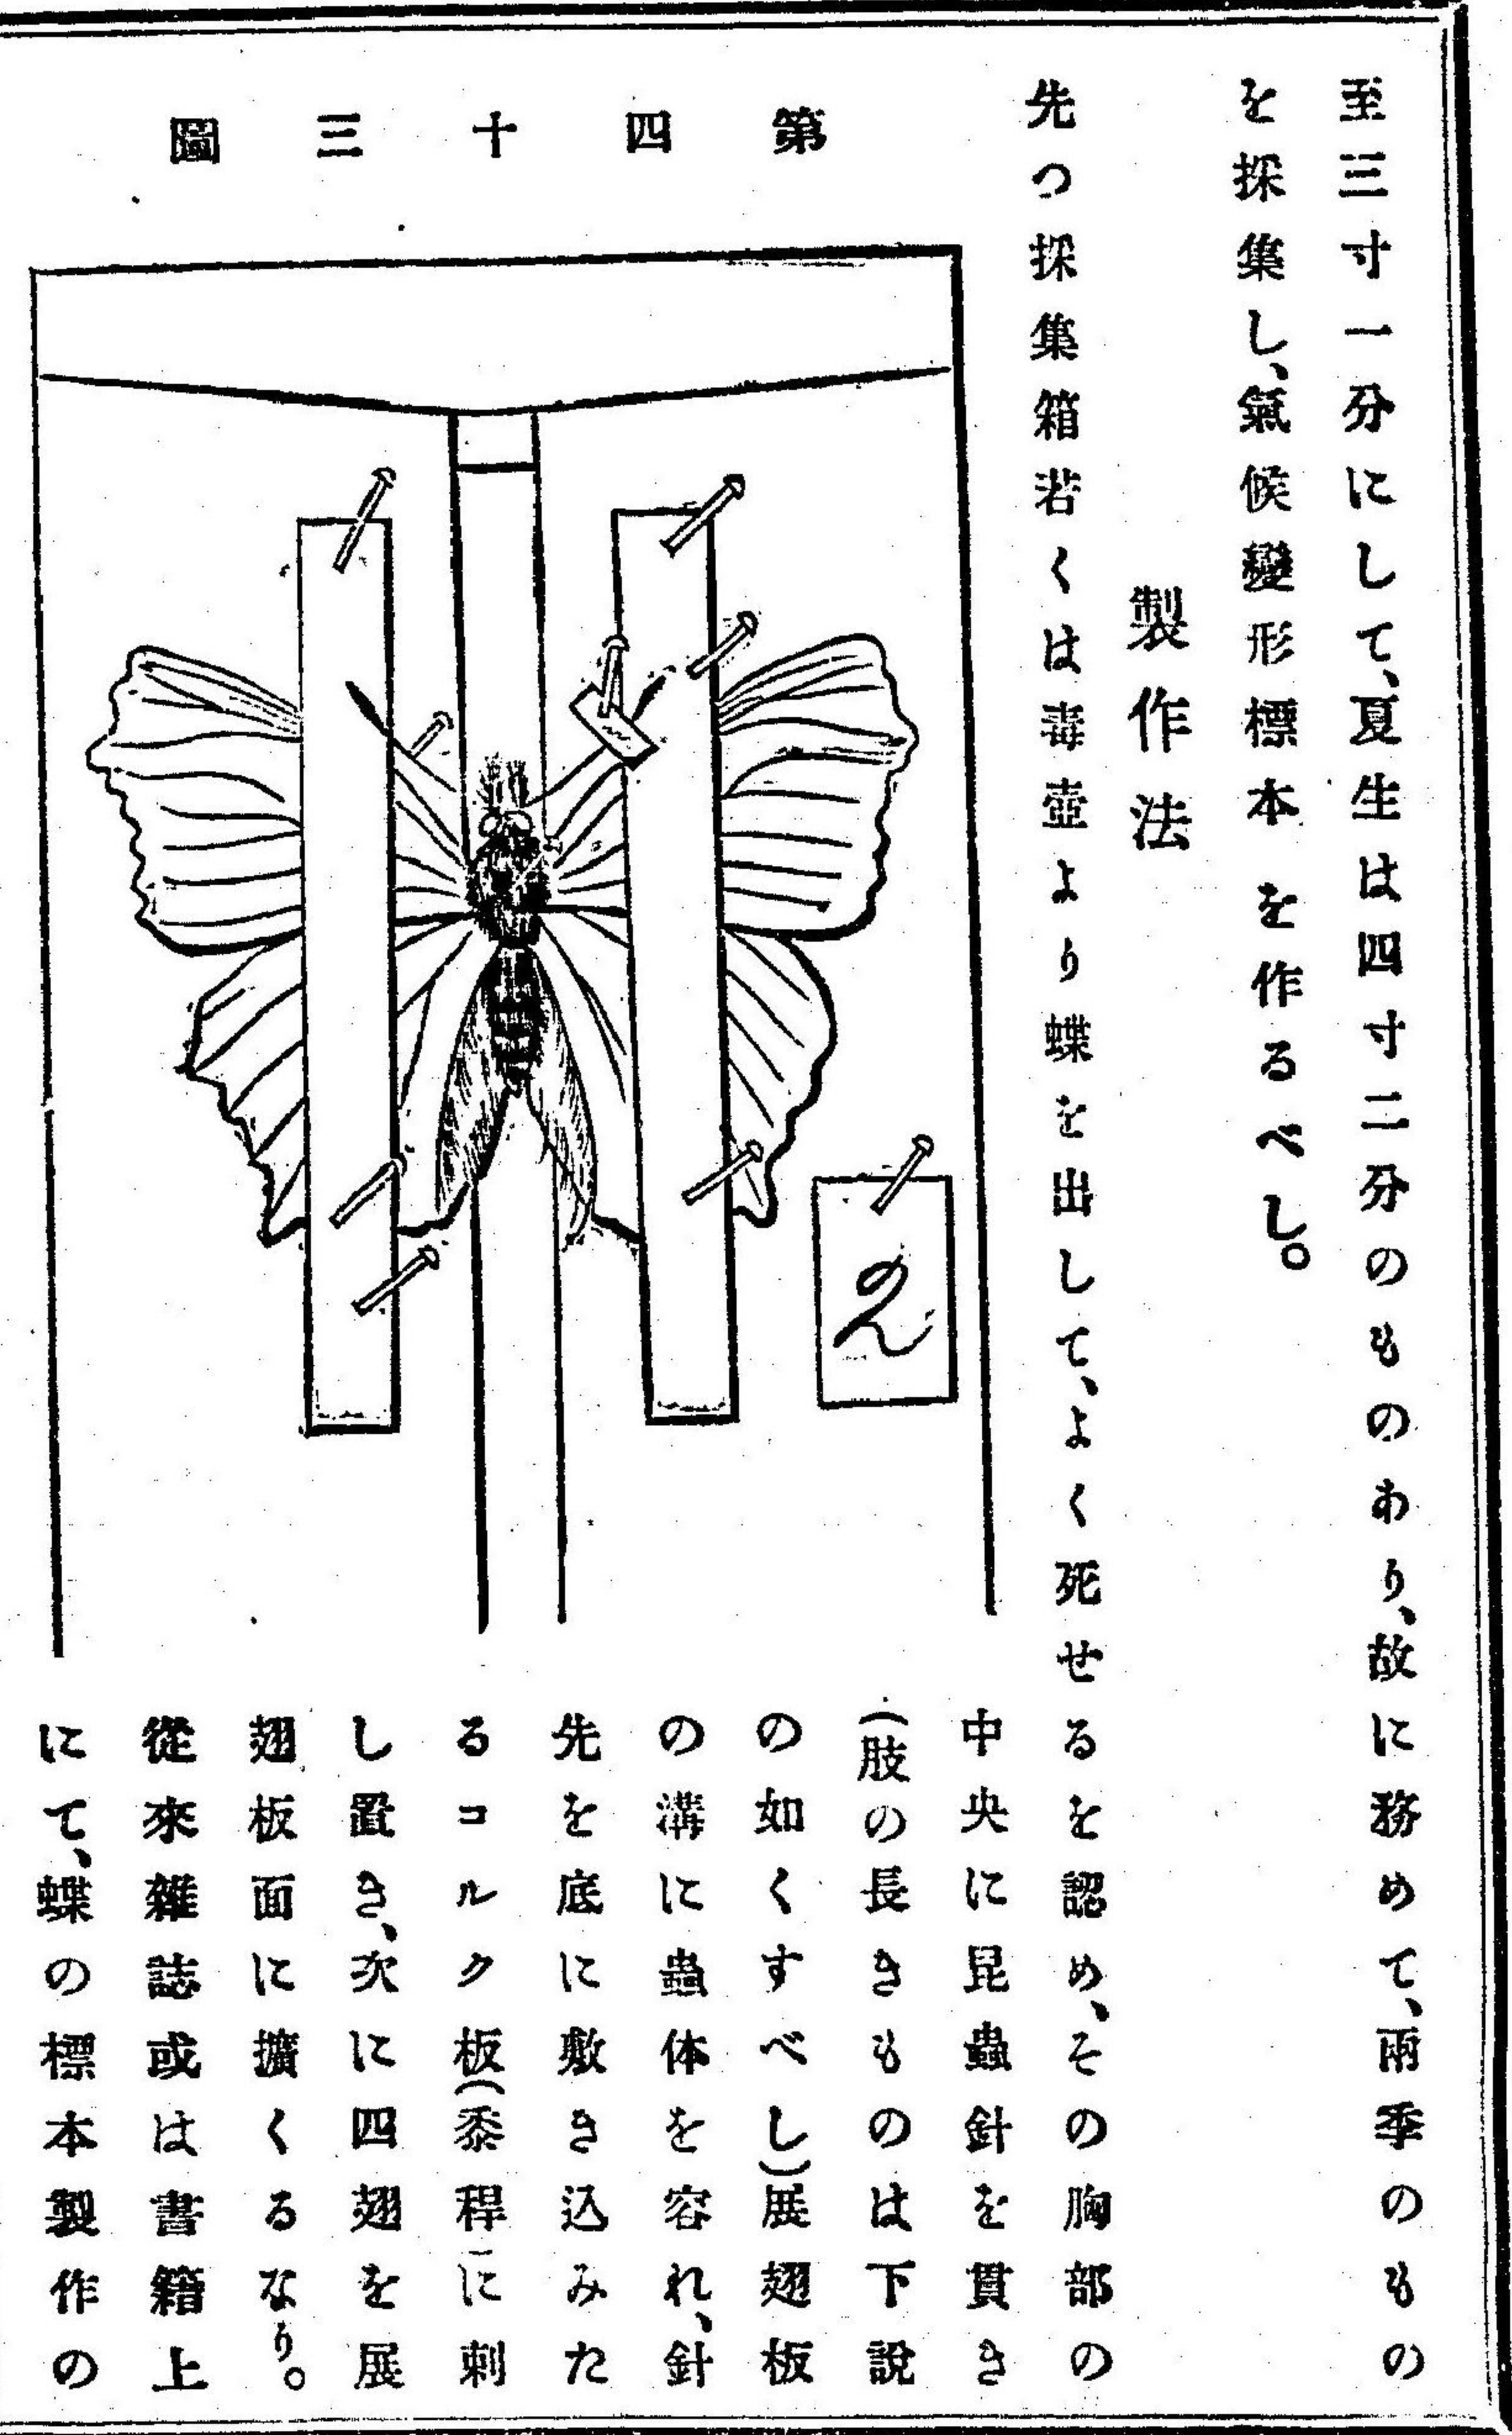 至三寸一分にして、夏生は四寸二分のものあり、故に務めて、兩季のもの
を採集し、氣候變形標本を作るべし。
製作法
先つ採集箱若くは毒壺より蝶を出して、よく死せるを認め、その胸部の
第四十三圖
中央に昆蟲針を貫き
(肢の長きものは下說
の如くすべし)展翅板
の溝に蟲体を容れ、針
先を底に敷き込みた
るコルク板(黍稈)に刺
し置き、次に四翅を展
翅板面に擴くるなり。
從來雜誌或は書籍上
にて、蝶の標本製作の